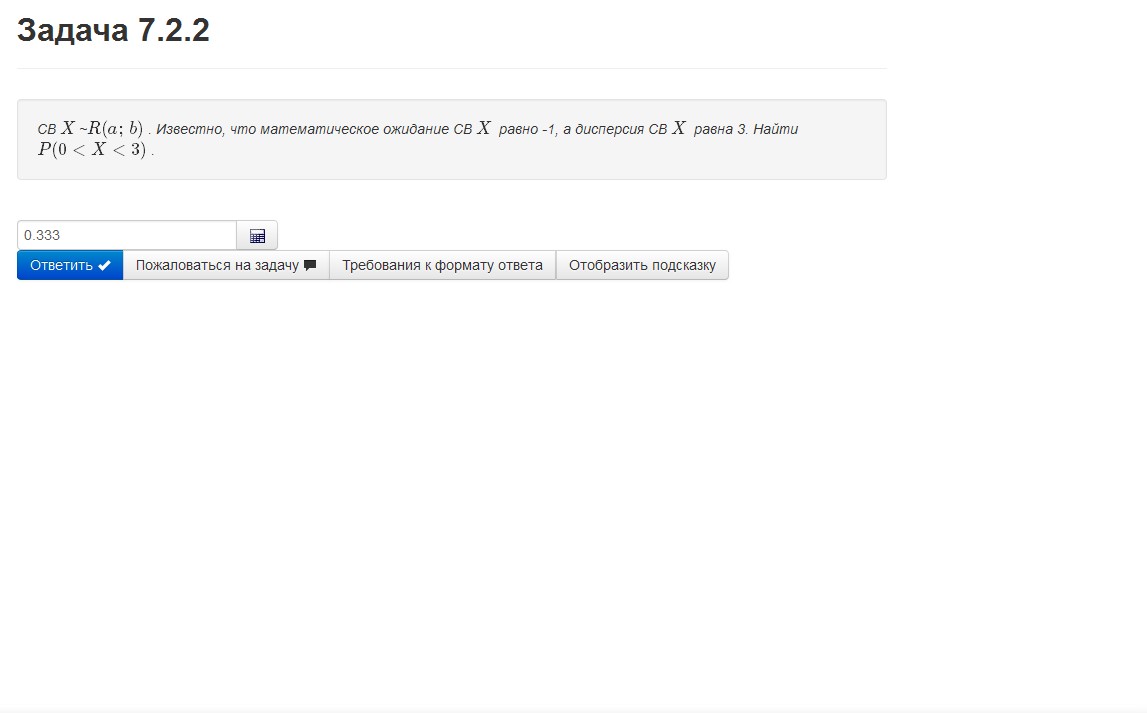 Задача 7.2.2
СВ X ~R(a; b) . Известно, что математическое ожидание СВ X равно -1, а дисперсия СВ X равна 3. Найти
P(0 < X < 3) .
0.333
Ответить Пожаловаться на задачу Требования к формату ответа Отобразить подсказку